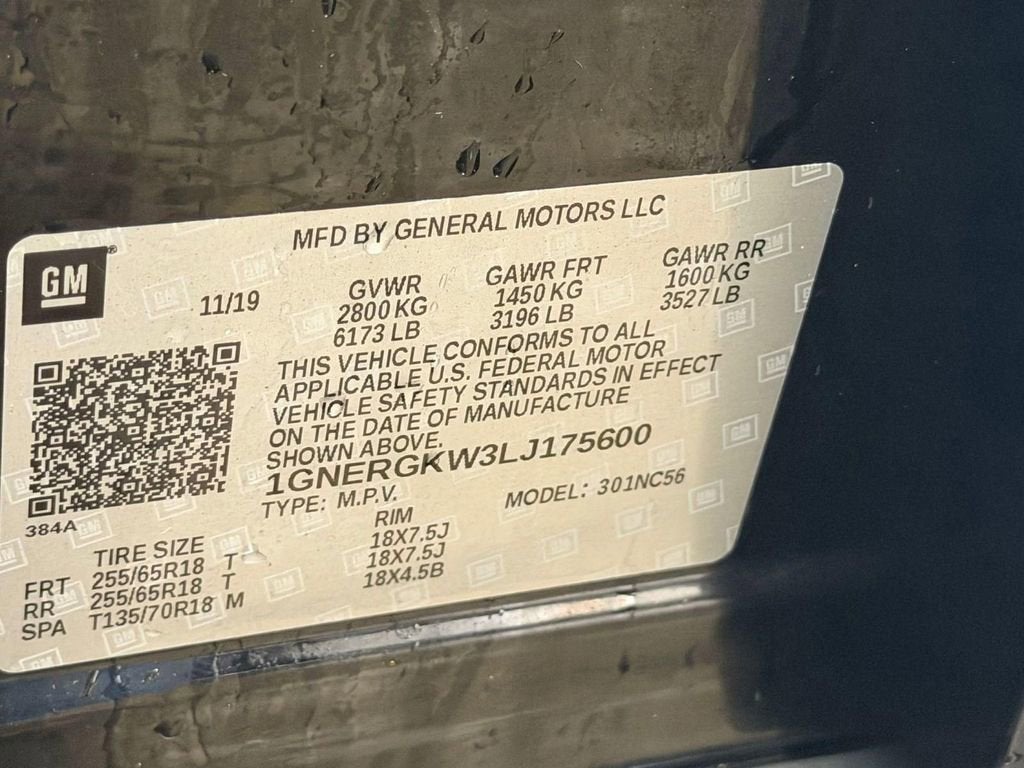 MFD BY GENERAL MOTORS LLC
GM
11/19
GVWR
2800 KG
6173 LB
GAWR FRT
1450 KG
3196 LB
GAWR RR
1600 KG
3527 LB
THIS VEHICLE CONFORMS TO ALL
APPLICABLE U.S. FEDERAL MOTOR
VEHICLE SAFETY STANDARDS IN EFFECT
ON THE DATE OF MANUFACTURE
SHOWN ABOVE.
1GNERGKW3LJ175600
TYPE: M.P.V. MODEL: 301NC56
384A
TIRE SIZE RIM
FRT 255/65R18 T 18X7.5J
RR 255/65R18 T 18X7.5J
SPA T135/70R18 M 18X4.5B